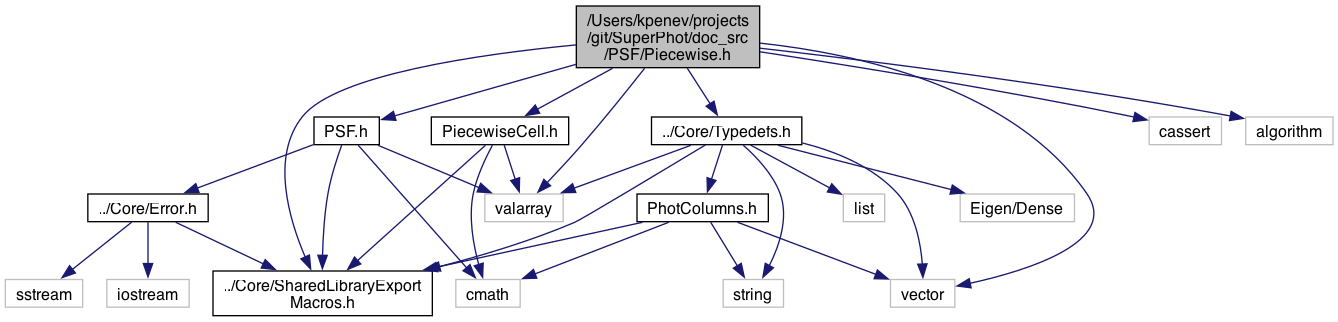 /Users/kpenev/projects
/git/SuperPhot/doc_src
/PSF/Piecewise.h
PSF.h
PiecewiseCell.h
../Core/Typedefs.h
cassert
algorithm
../Core/Error.h
valarray
PhotColumns.h
list
Eigen/Dense
sstream
iostream
../Core/SharedLibraryExport
Macros.h
cmath
string
vector